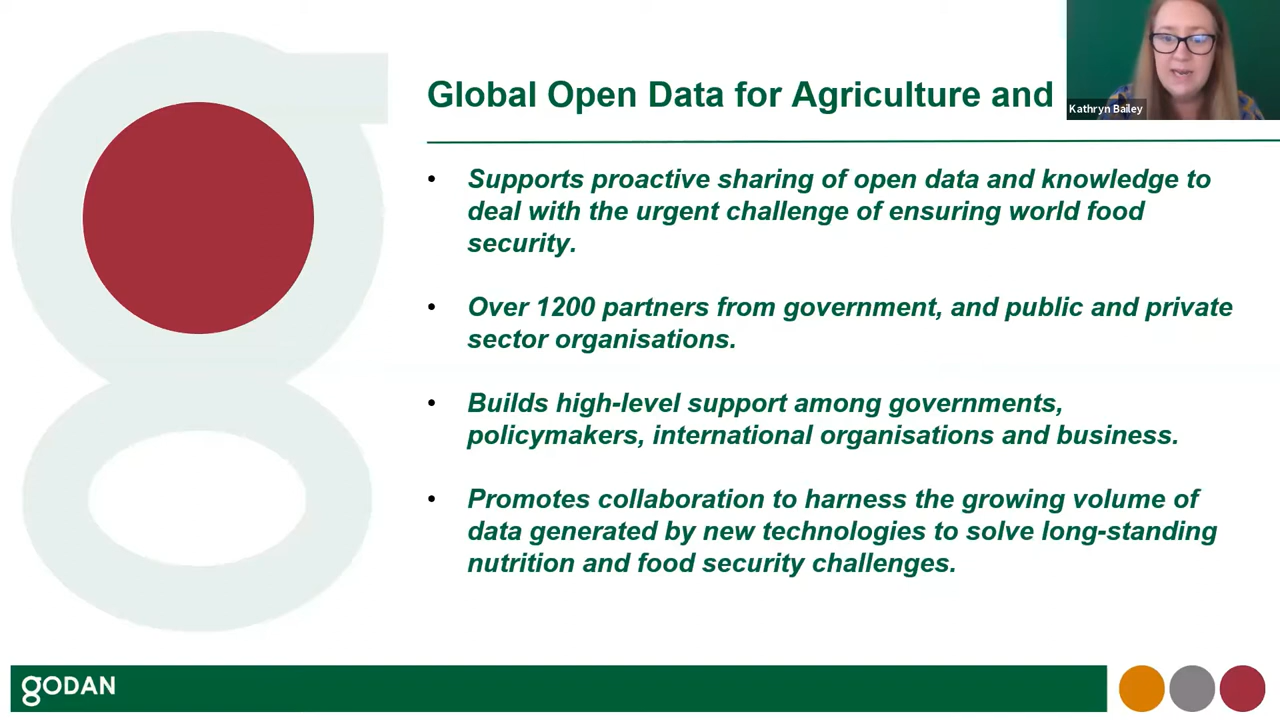 Global Open Data for Agriculture and
Kathryn Bailey
• Supports proactive sharing of open data and knowledge to
deal with the urgent challenge of ensuring world food
security.
• Over 1200 partners from government, and public and private
sector organisations.
• Builds high-level support among governments,
policymakers, international organisations and business.
• Promotes collaboration to harness the growing volume of
data generated by new technologies to solve long-standing
nutrition and food security challenges.
gODAN